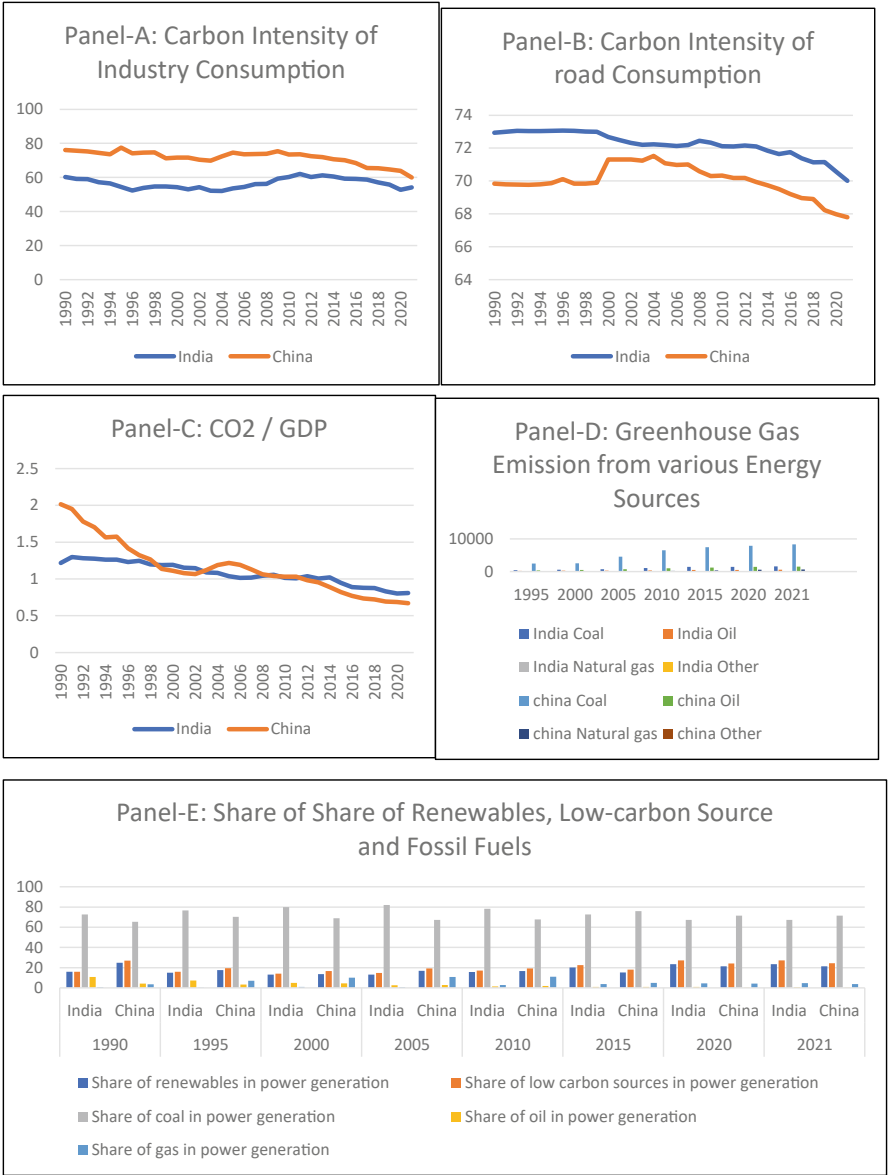 Panel-A: Carbon Intensity of
Industry Consumption
100
80
60
40
20
0
1990 1992 1994 1996 1998 2000 2002 2004 2006 2008 2010 2012 2014 2016 2018 2020
India China
Panel-B: Carbon Intensity of
road Consumption
74
72
70
68
66
64
1990 1992 1994 1996 1998 2000 2002 2004 2006 2008 2010 2012 2014 2016 2018 2020
India China
Panel-C: CO2 / GDP
2.5
2
1.5
1
0.5
0
1990 1992 1994 1996 1998 2000 2002 2004 2006 2008 2010 2012 2014 2016 2018 2020
India China
Panel-D: Greenhouse Gas
Emission from various Energy
Sources
10000
0
1995 2000 2005 2010 2015 2020 2021
India Coal India Oil
India Natural gas India Other
china Coal china Oil
china Natural gas china Other
Panel-E: Share of Share of Renewables, Low-carbon Source
and Fossil Fuels
100
80
60
40
20
0
India China India China India China India China India China India China India China India China
1990 1995 2000 2005 2010 2015 2020 2021
Share of renewables in power generation Share of low carbon sources in power generation
Share of coal in power generation Share of oil in power generation
Share of gas in power generation